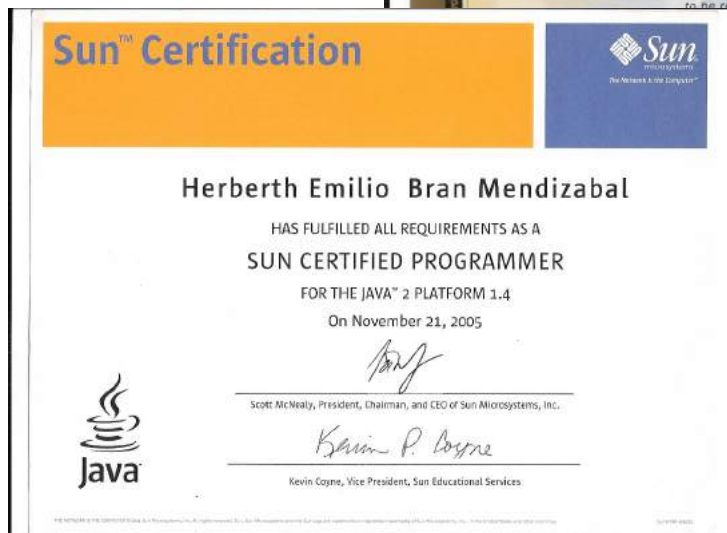 to be
Sun™ Certification
Sun
microsystems
The Network is the Computer™
Herberth Emilio Bran Mendizabal
HAS FULFILLED ALL REQUIREMENTS AS A
SUN CERTIFIED PROGRAMMER
FOR THE JAVA™ 2 PLATFORM 1.4
On November 21, 2005
Scott McNealy, President, Chairman, and CEO of Sun Microsystems, Inc.
Kevin P. Coyne
Kevin Coyne, Vice President, Sun Educational Services
Java